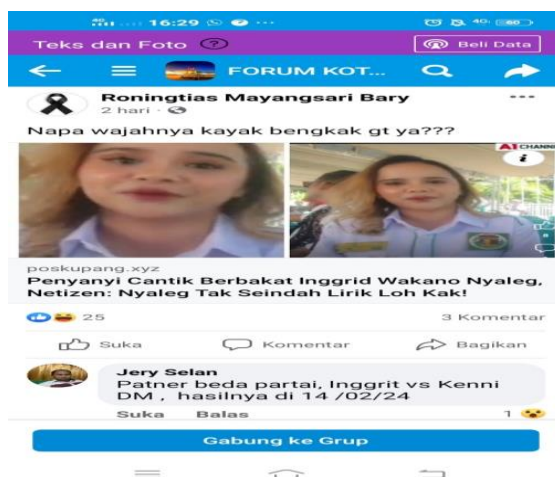 16:29
Teks dan Foto ?
Beli Data
FORUM KOT...
Roningtias Mayangsari Bary
2 hari ·
Napa wajahnya kayak bengkak gt ya???
A1 CHANNE
i
poskupang.xyz
Penyanyi Cantik Berbakat Inggrid Wakano Nyaleg,
Netizen: Nyaleg Tak Seindah Lirik Loh Kak!
25
3 Komentar
Suka
Komentar
Bagikan
Jery Selan
Patner beda partai, Inggrit vs Kenni
DM , hasilnya di 14 /02/24
Suka Balas
1
Gabung ke Grup